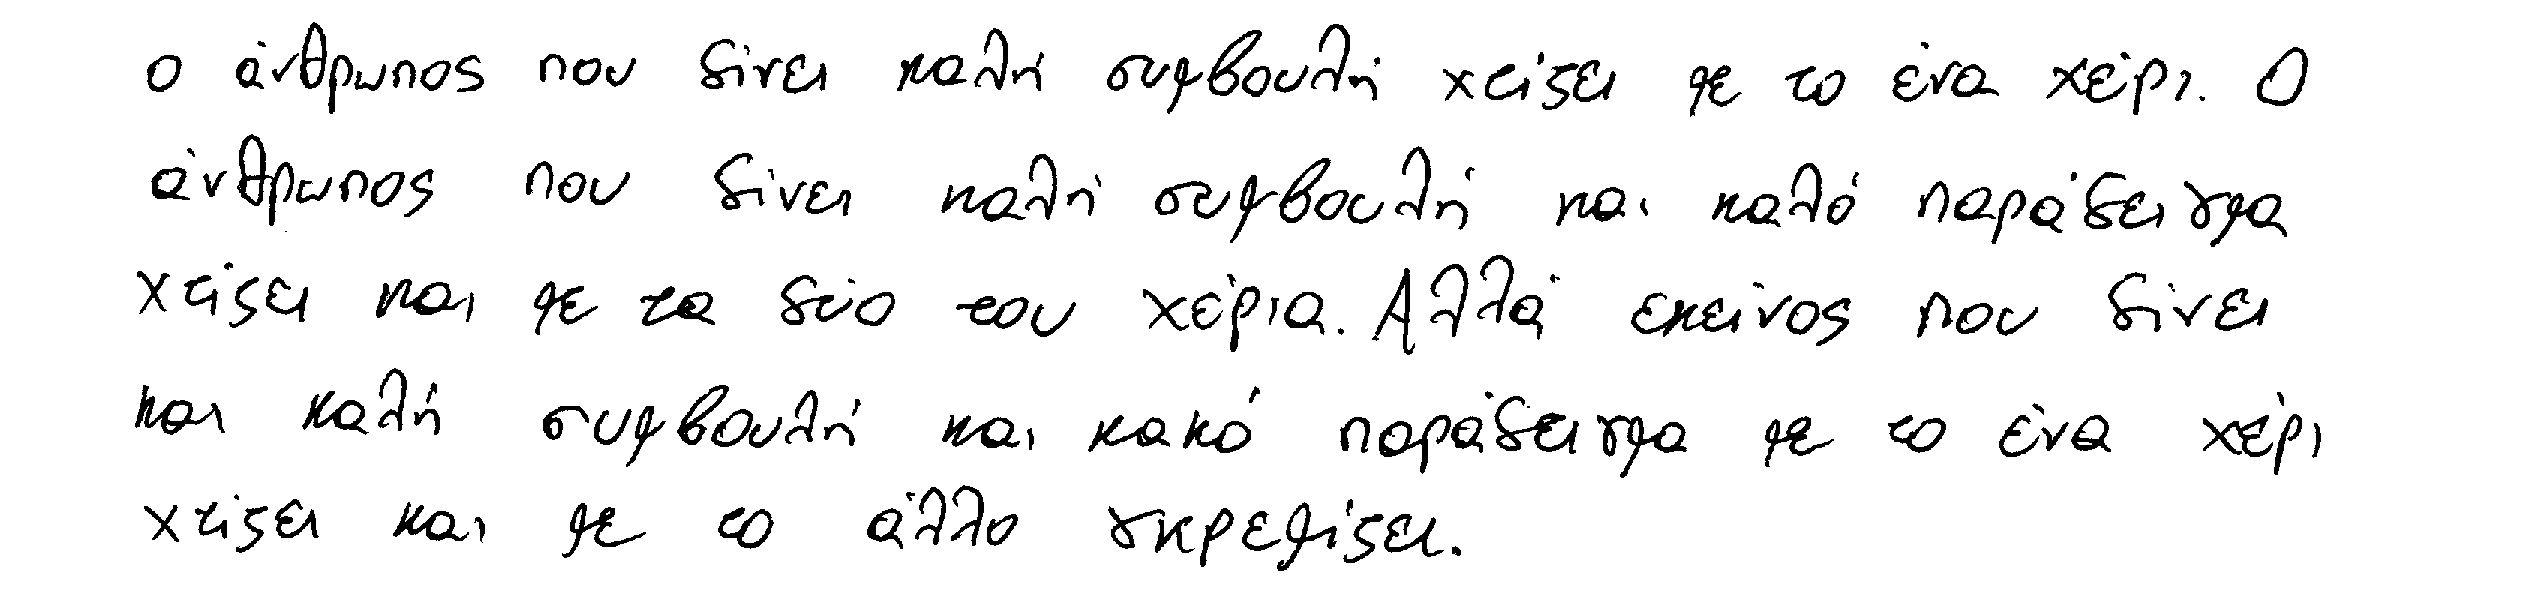 Ο άνθρωπος που δίνει καλή συμβουλή χτίζει με το ένα χέρι. Ο
άνθρωπος που δίνει καλή συμβουλή και καλό παράδειγμα
χτίζει και με τα δύο του χέρια. Αλλά εκείνος που δίνει
και καλή συμβουλή και κακό παράδειγμα με το ένα χέρι
χτίζει και με το άλλο γκρεμίζει.